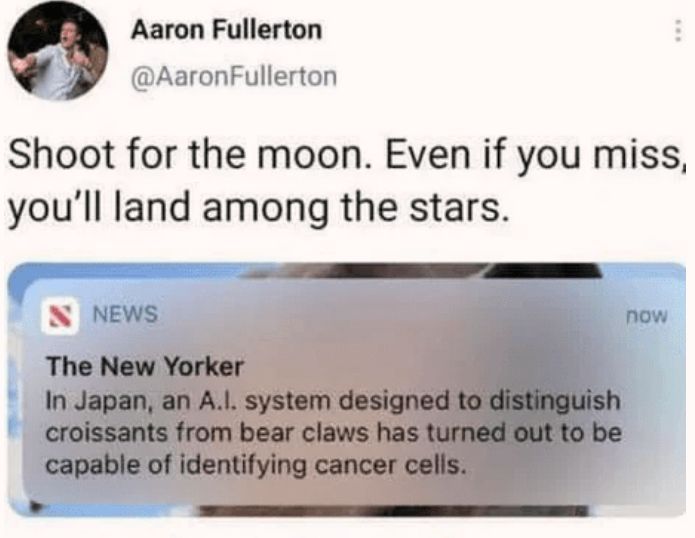 Aaron Fullerton
@AaronFullerton
Shoot for the moon. Even if you miss,
you'll land among the stars.
NEWS
now
The New Yorker
In Japan, an A.I. system designed to distinguish
croissants from bear claws has turned out to be
capable of identifying cancer cells.